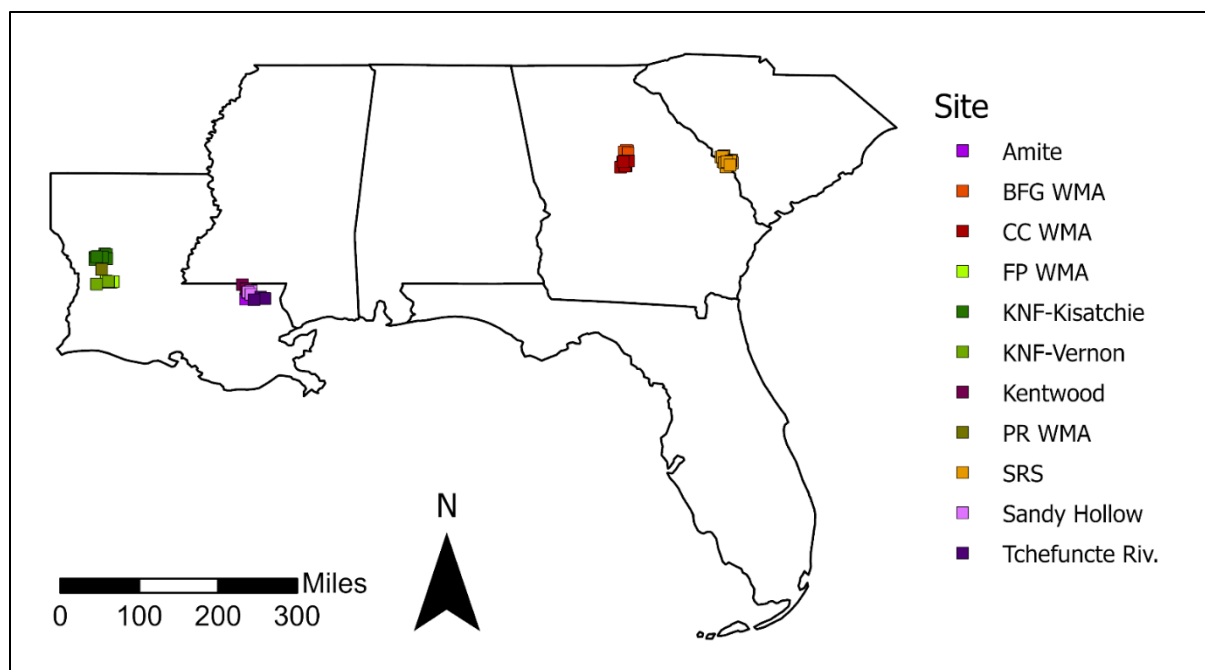 Site
Amite
BFG WMA
CC WMA
FP WMA
KNF-Kisatchie
KNF-Vernon
Kentwood
PR WMA
SRS
Sandy Hollow
Tchefuncte Riv.
N
Miles
0 100 200 300